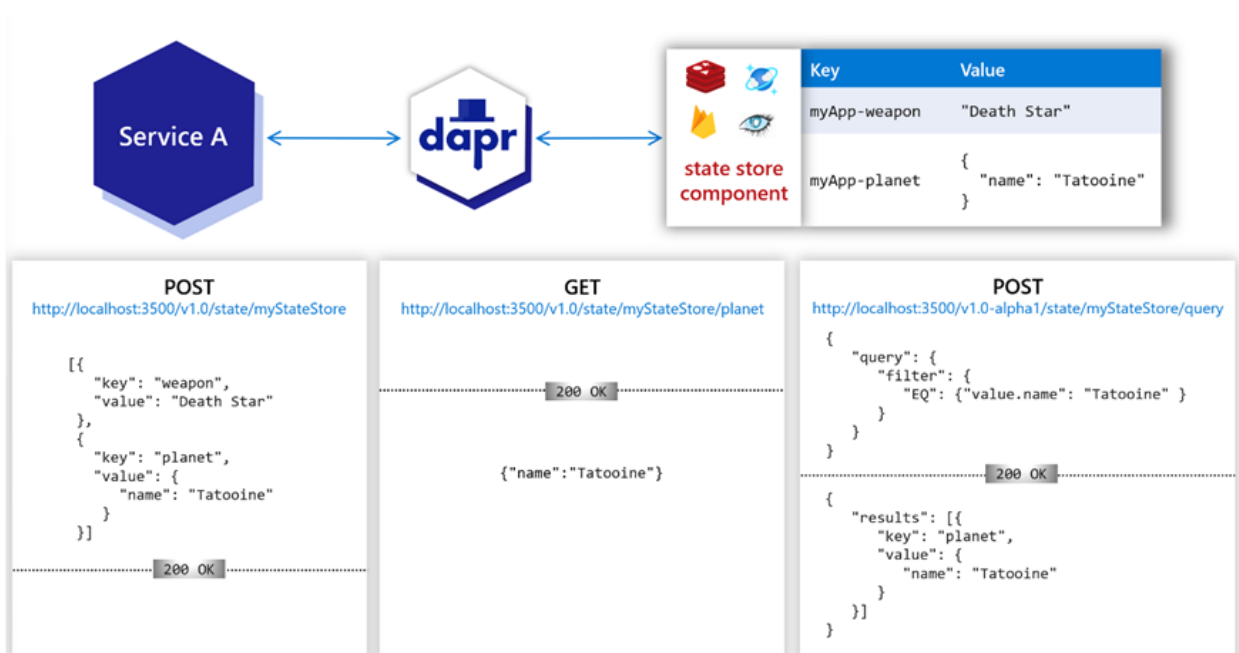 Service A
dapr
state store
component
Key Value
myApp-weapon "Death Star"
myApp-planet {
"name": "Tatooine"
}
POST
http://localhost:3500/v1.0/state/myStateStore
[{
"key": "weapon",
"value": "Death Star"
},
{
"key": "planet",
"value": {
"name": "Tatooine"
}
}]
200 OK
GET
http://localhost:3500/v1.0/state/myStateStore/planet
200 OK
{"name":"Tatooine"}
POST
http://localhost:3500/v1.0-alpha1/state/myStateStore/query
{
"query": {
"filter": {
"EQ": {"value.name": "Tatooine" }
}
}
}
200 OK
{
"results": [{
"key": "planet",
"value": {
"name": "Tatooine"
}
}]
}